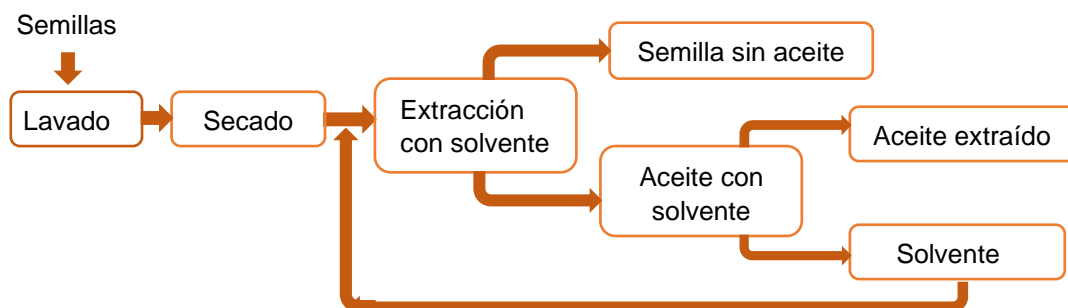 Semillas
Lavado
Secado
Extracción
con solvente
Semilla sin aceite
Aceite con
solvente
Aceite extraído
Solvente